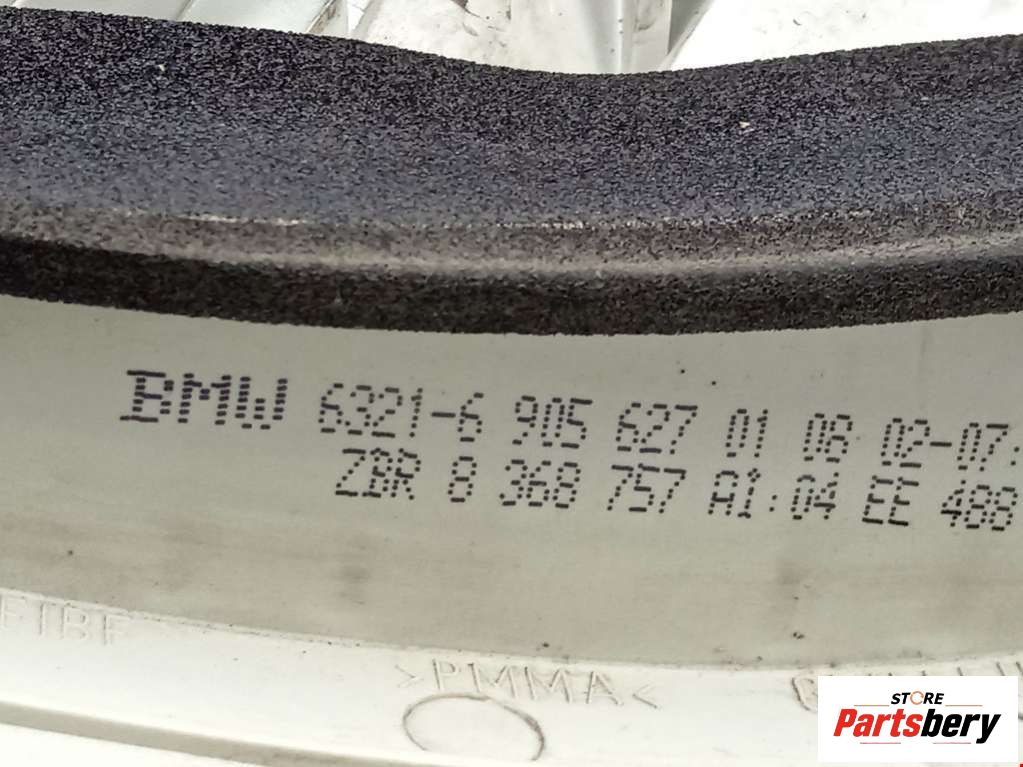 BMW 6321-6 905 627 01 08 02-07:
ZBR 8 368 757 AI:04 EE 488
>PMMA<
STORE
Partsbery